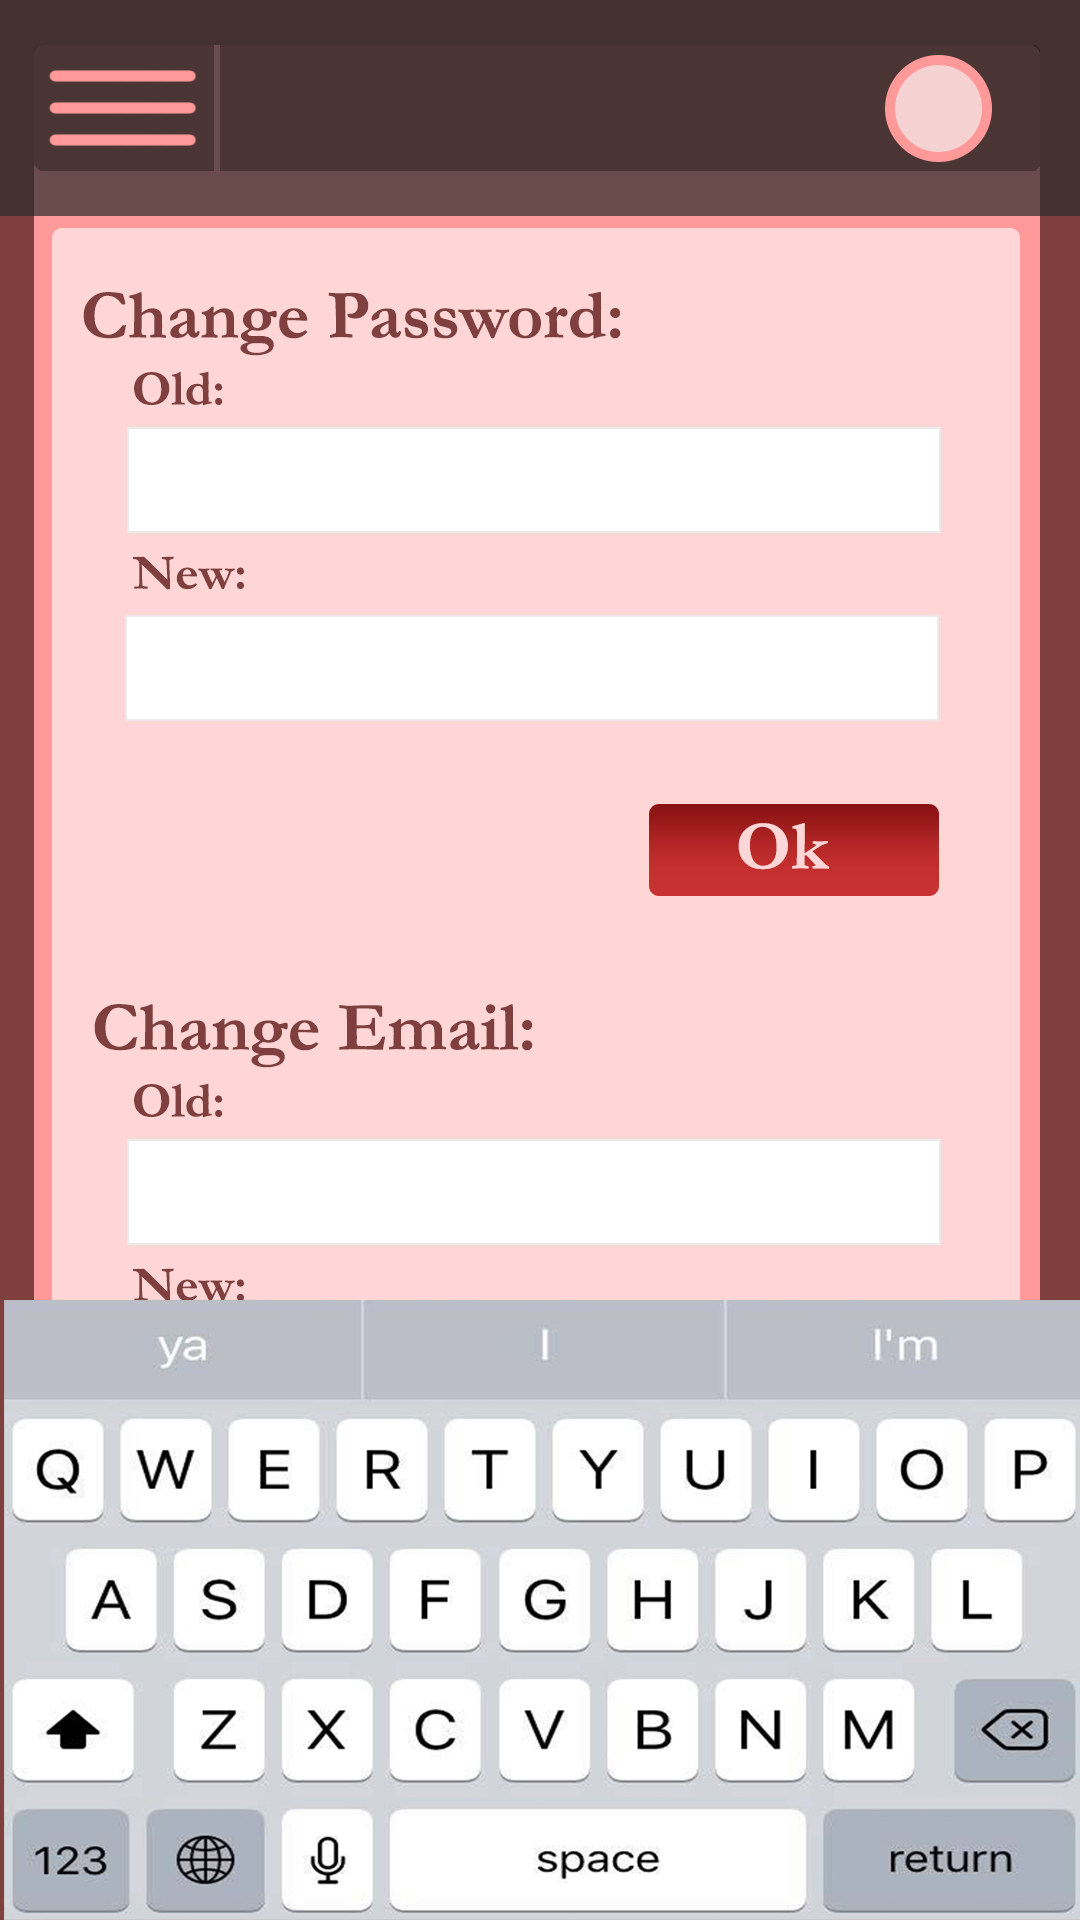 Change Password:
Old:
New:
Ok
Change Email:
Old:
New:
ya I I'm
Q W E R T Y U I O P
A S D F G H J K L
Z X C V B N M
123 space return